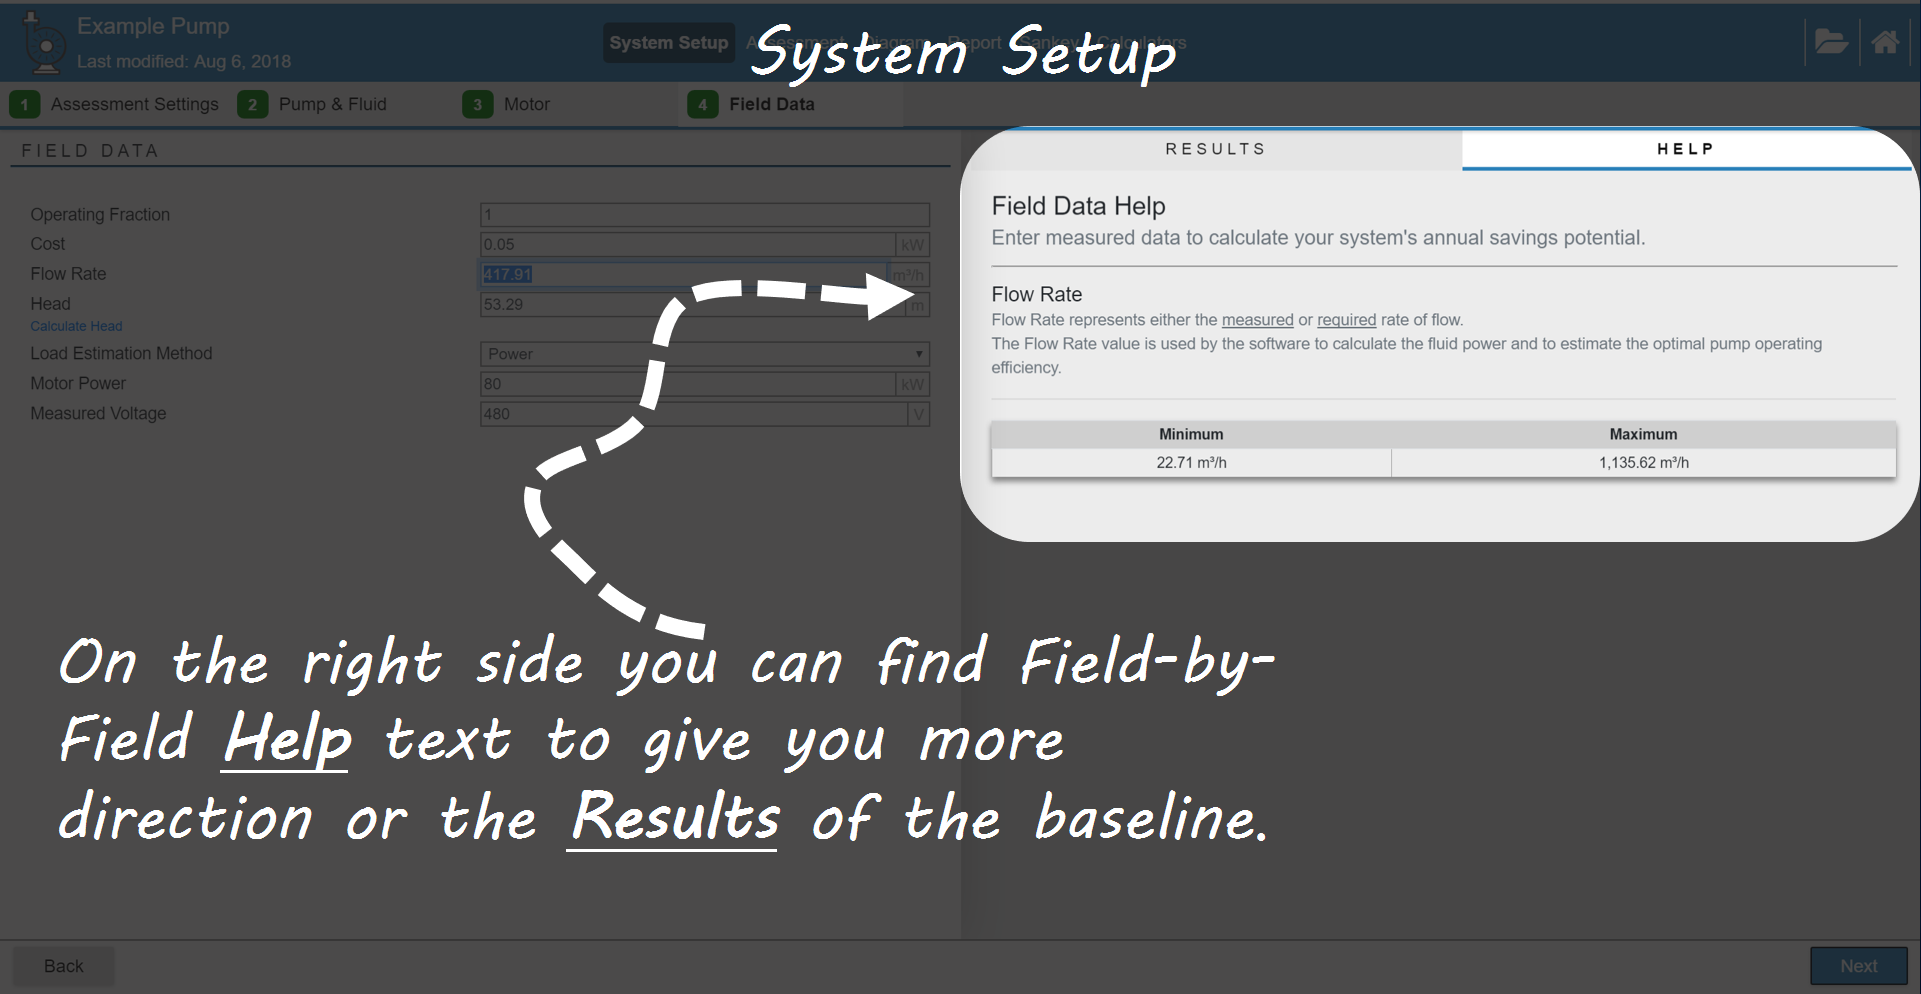 Example Pump
Last modified: Aug 6, 2018
System Setup Assessment Diagram Report Sankey Calculators
System Setup
1 Assessment Settings 2 Pump & Fluid 3 Motor 4 Field Data
FIELD DATA
Operating Fraction 1
Cost 0.05 kW
Flow Rate 417.91 m³/h
Head 53.29 m
Calculate Head
Load Estimation Method Power
Motor Power 80 kW
Measured Voltage 480 V
RESULTS HELP
Field Data Help
Enter measured data to calculate your system's annual savings potential.
Flow Rate
Flow Rate represents either the measured or required rate of flow.
The Flow Rate value is used by the software to calculate the fluid power and to estimate the optimal pump operating
efficiency.
Minimum Maximum
22.71 m³/h 1,135.62 m³/h
On the right side you can find Field-by-
Field Help text to give you more
direction or the Results of the baseline.
Back Next